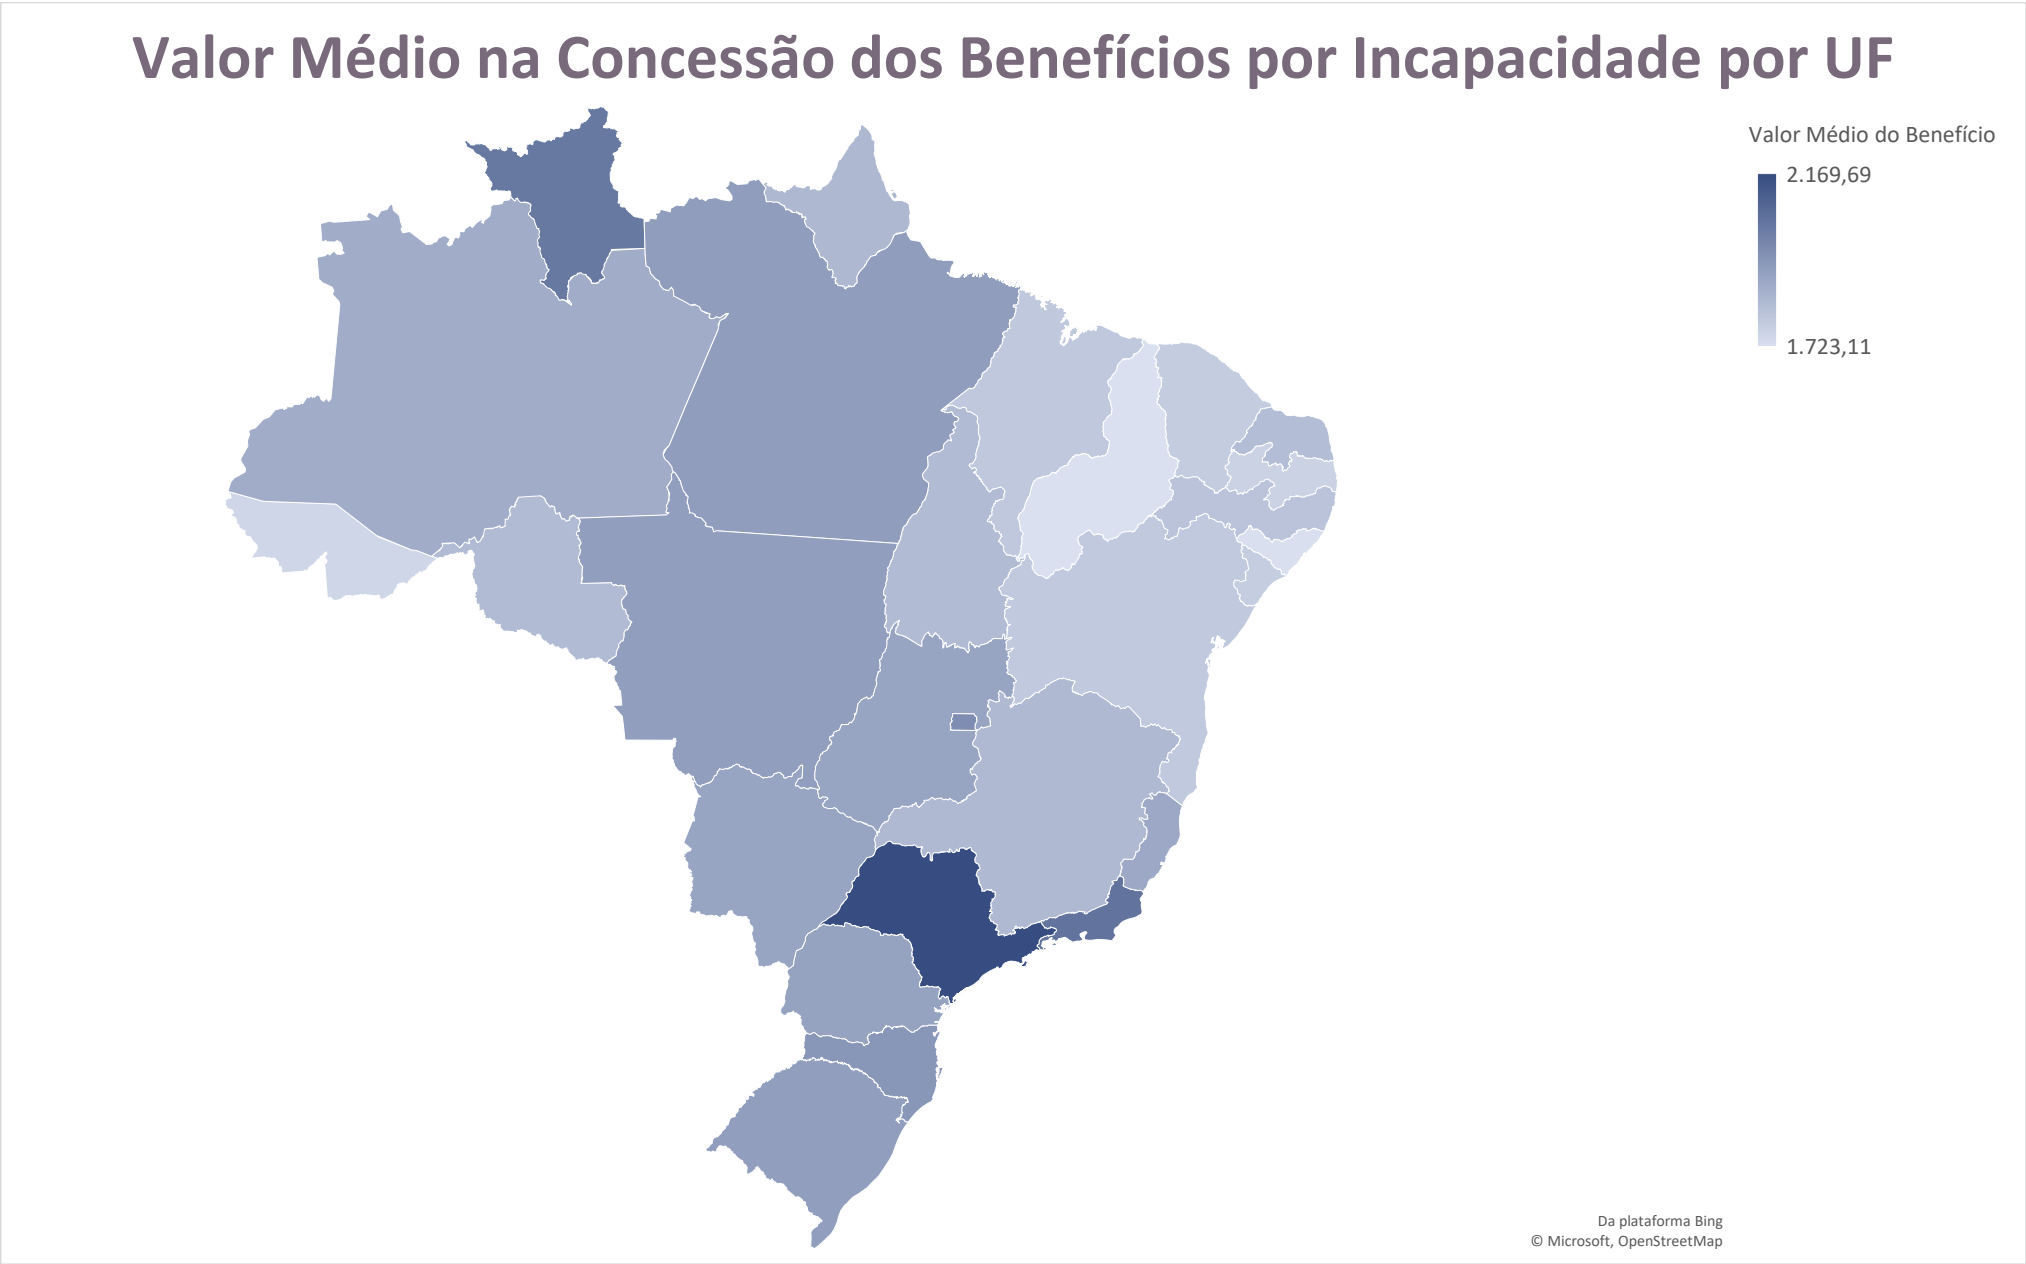 Valor Médio na Concessão dos Benefícios por Incapacidade por UF
Valor Médio do Benefício
2.169,69
1.723,11
Da plataforma Bing
© Microsoft, OpenStreetMap